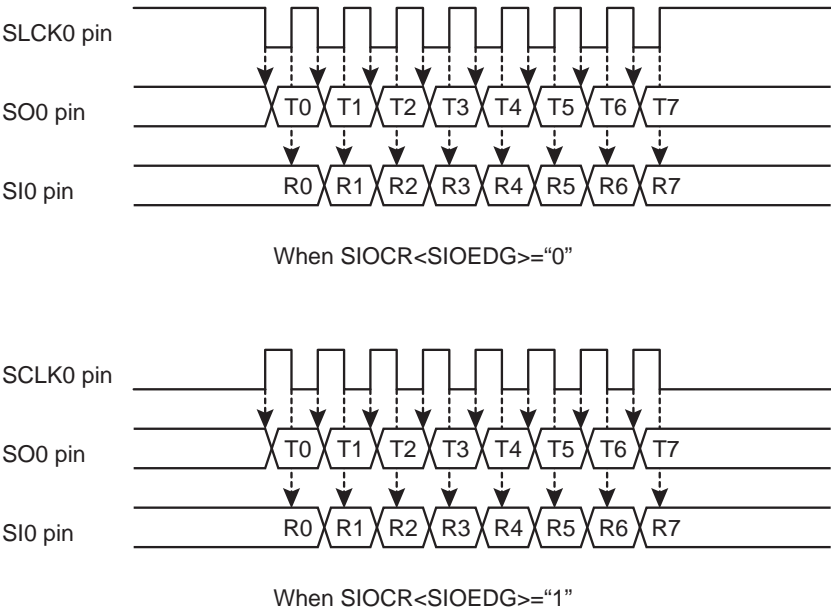 SLCK0 pin
SO0 pin T0 T1 T2 T3 T4 T5 T6 T7
SI0 pin R0 R1 R2 R3 R4 R5 R6 R7
When SIOCR<SIOEDG>=“0”
SCLK0 pin
SO0 pin T0 T1 T2 T3 T4 T5 T6 T7
SI0 pin R0 R1 R2 R3 R4 R5 R6 R7
When SIOCR<SIOEDG>=“1”